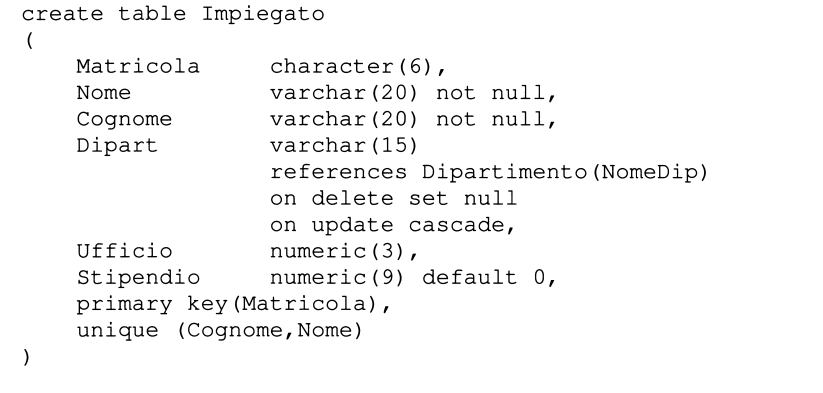 create table Impiegato
(
Matricola character(6),
Nome varchar(20) not null,
Cognome varchar(20) not null,
Dipart varchar(15)
references Dipartimento(NomeDip)
on delete set null
on update cascade,
Ufficio numeric(3),
Stipendio numeric(9) default 0,
primary key(Matricola),
unique (Cognome,Nome)
)